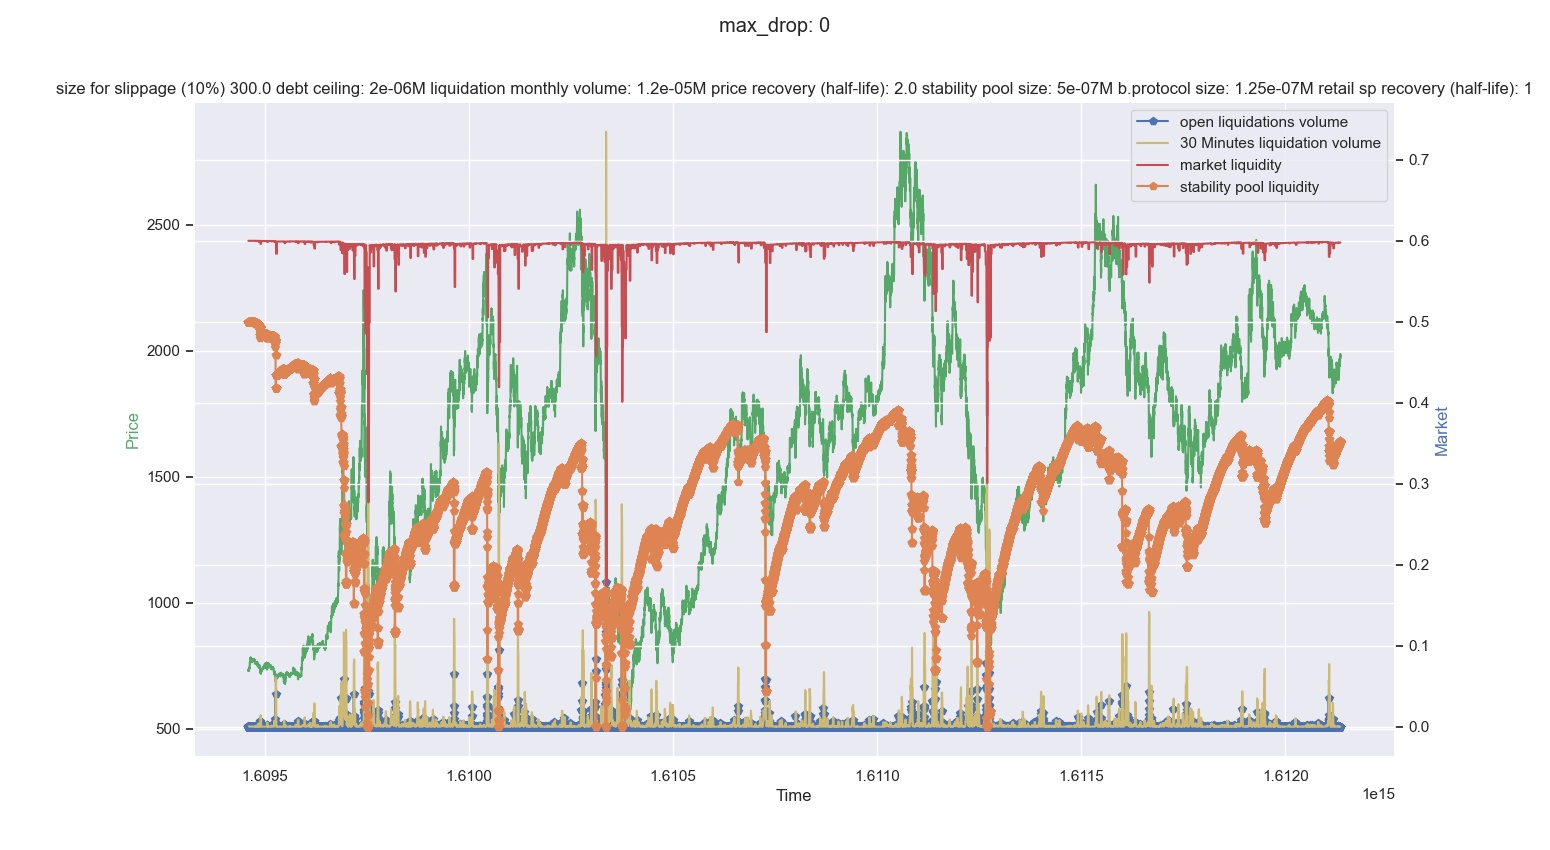 max_drop: 0
size for slippage (10%) 300.0 debt ceiling: 2e-06M liquidation monthly volume: 1.2e-05M price recovery (half-life): 2.0 stability pool size: 5e-07M b.protocol size: 1.25e-07M retail sp recovery (half-life): 1
open liquidations volume
30 Minutes liquidation volume
market liquidity
stability pool liquidity
2500
2000
1500
1000
500
Price
0.7
0.6
0.5
0.4
0.3
0.2
0.1
0.0
Market
1.6095
1.6100
1.6105
1.6110
1.6115
1.6120
1e15
Time